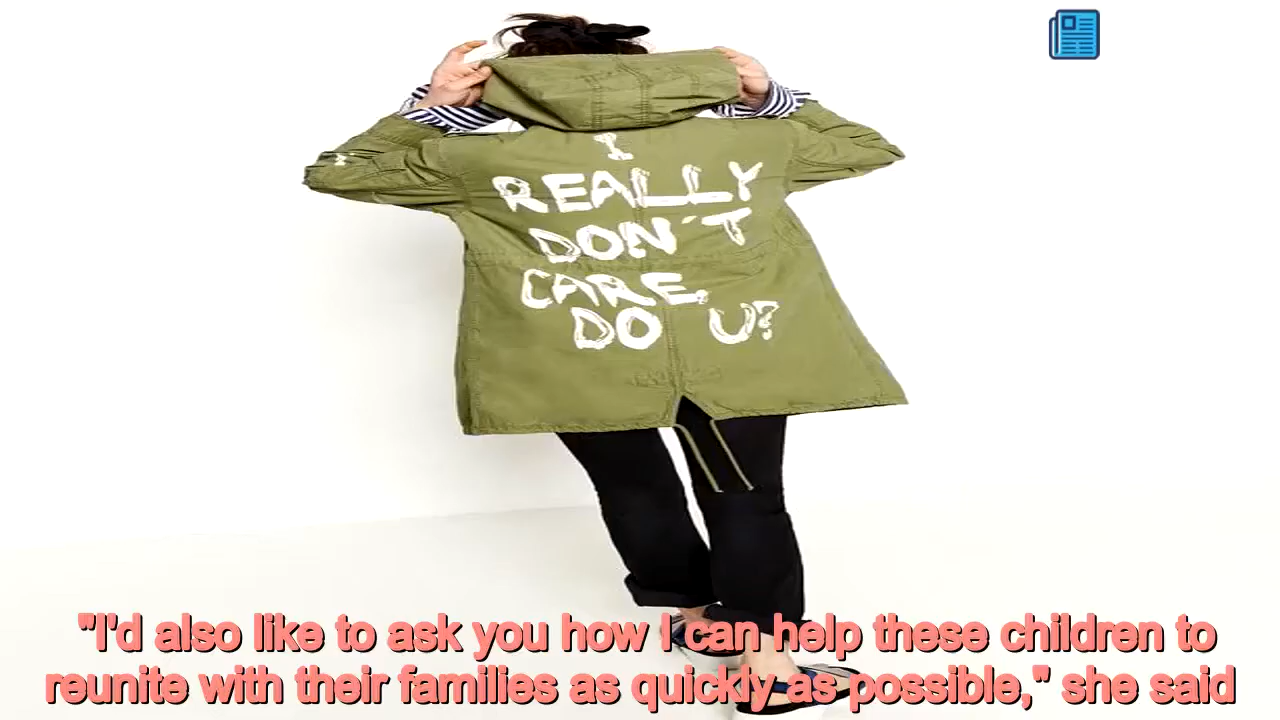 I
REALLY
DON'T
CARE,
DO U?
"I'd also like to ask you how I can help these children to
reunite with their families as quickly as possible," she said